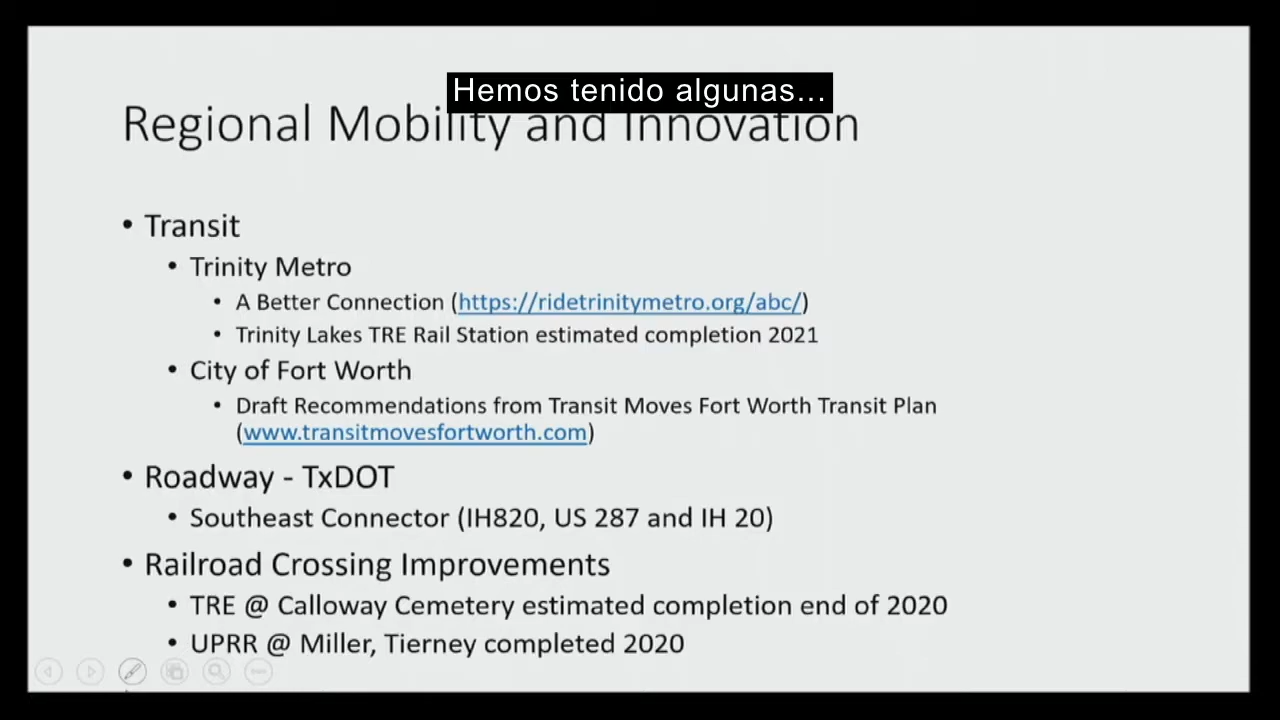 Hemos tenido algunas...
Regional Mobility and Innovation
• Transit
• Trinity Metro
• A Better Connection (https://ridetrinitymetro.org/abc/)
• Trinity Lakes TRE Rail Station estimated completion 2021
• City of Fort Worth
• Draft Recommendations from Transit Moves Fort Worth Transit Plan
(www.transitmovesfortworth.com)
• Roadway - TxDOT
• Southeast Connector (IH820, US 287 and IH 20)
• Railroad Crossing Improvements
• TRE @ Calloway Cemetery estimated completion end of 2020
• UPRR @ Miller, Tierney completed 2020